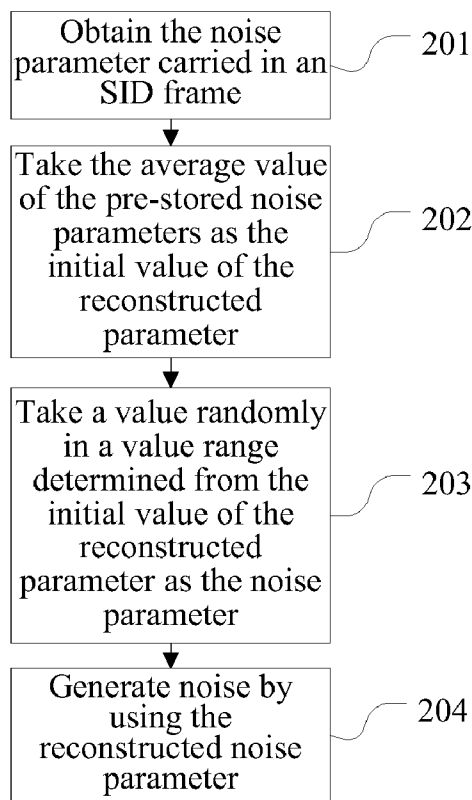 Obtain the noise
parameter carried in an
SID frame
201
Take the average value
of the pre-stored noise
parameters as the
initial value of the
reconstructed
parameter
202
Take a value randomly
in a value range
determined from the
initial value of the
reconstructed
parameter as the noise
parameter
203
Generate noise by
using the
reconstructed noise
parameter
204